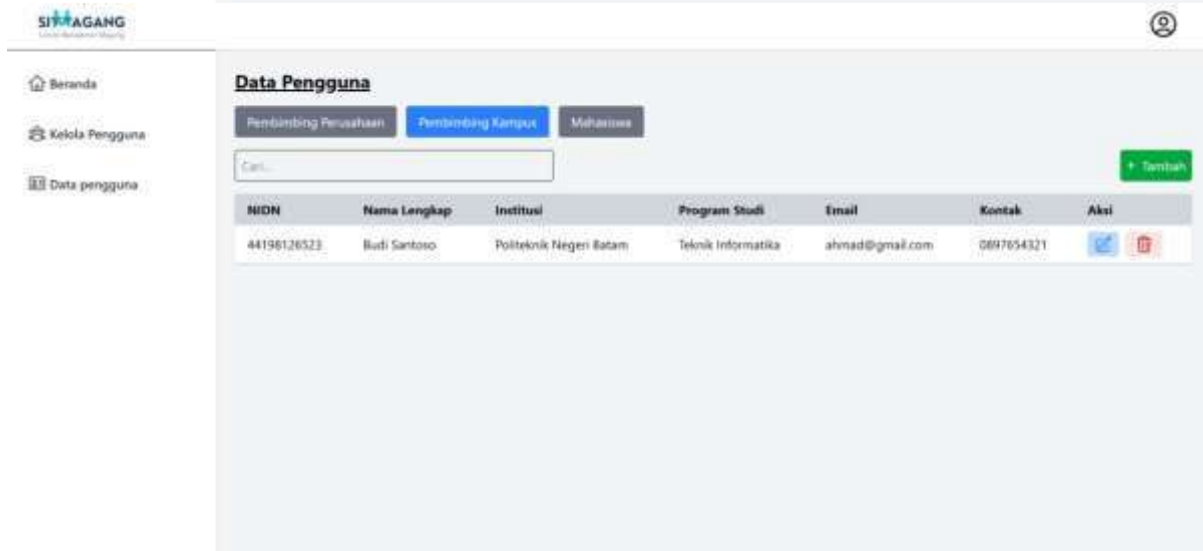 SIMAGANG
Beranda
Kelola Pengguna
Data pengguna
Data Pengguna
Pembimbing Perusahaan Pembimbing Kampus Mahasiswa
Cari...
+ Tambah
NIDN Nama Lengkap Institusi Program Studi Email Kontak Aksi
44198126523 Budi Santoso Politeknik Negeri Batam Teknik Informatika ahmad@gmail.com 0897654321